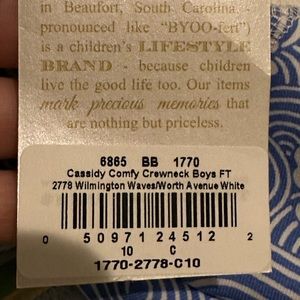 in Beaufort, South Carolina, -
pronounced like "BYOO-fert")
is a children's LIFESTYLE
BRAND - because children
live the good life too. Our items
mark precious memories that
are nothing but priceless.
6865 BB 1770
Cassidy Comfy Crewneck Boys FT
2778 Wilmington Waves/Worth Avenue White
0 50971 24512 2
10 C
1770-2778-C10